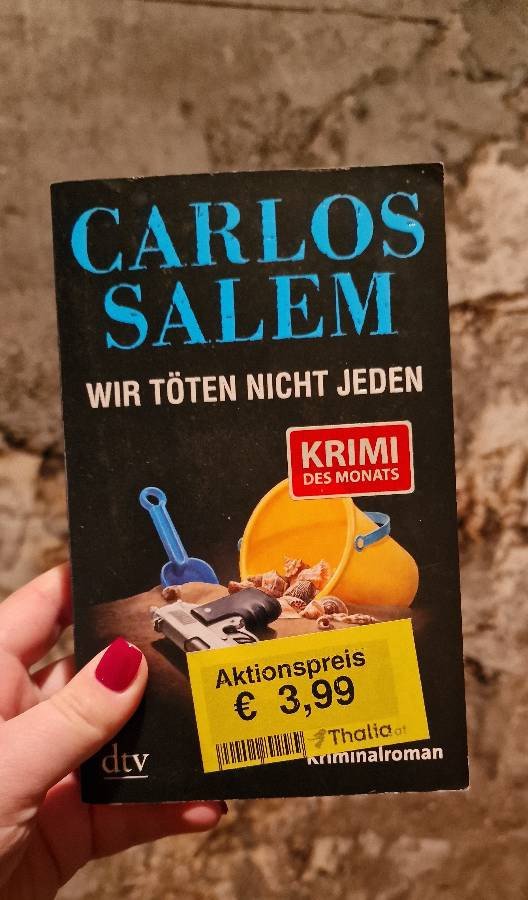 CARLOS
SALEM
WIR TÖTEN NICHT JEDEN
KRIMI
DES MONATS
Aktionspreis
€ 3,99
Thalia.at
dtv
Kriminalroman